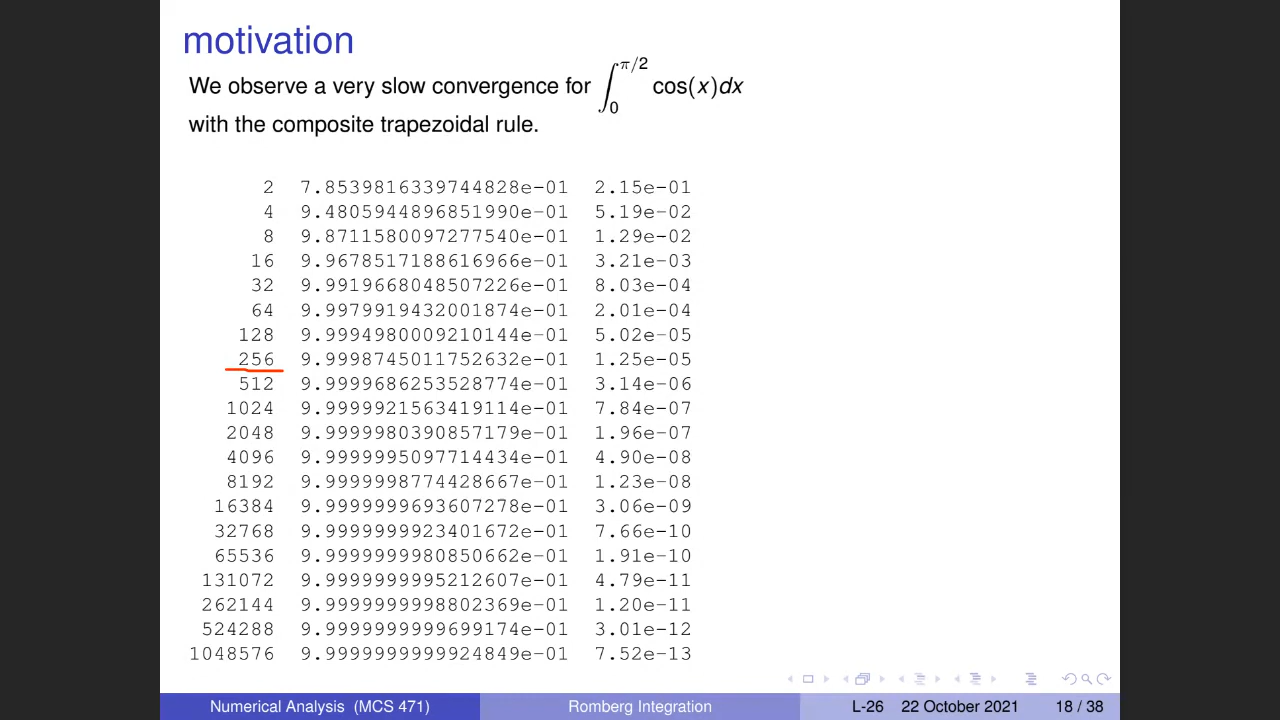 motivation
We observe a very slow convergence for ∫₀^{π/2} cos(x)dx
with the composite trapezoidal rule.
2 7.8539816339744828e-01 2.15e-01
4 9.4805944896851990e-01 5.19e-02
8 9.8711580097277540e-01 1.29e-02
16 9.9678517188616966e-01 3.21e-03
32 9.9919668048507226e-01 8.03e-04
64 9.9979919432001874e-01 2.01e-04
128 9.9994980009210144e-01 5.02e-05
256 9.9998745011752632e-01 1.25e-05
512 9.9999686253528774e-01 3.14e-06
1024 9.9999921563419114e-01 7.84e-07
2048 9.9999980390857179e-01 1.96e-07
4096 9.9999995097714434e-01 4.90e-08
8192 9.9999998774428667e-01 1.23e-08
16384 9.9999999693607278e-01 3.06e-09
32768 9.9999999923401672e-01 7.66e-10
65536 9.9999999980850662e-01 1.91e-10
131072 9.9999999995212607e-01 4.79e-11
262144 9.9999999998802369e-01 1.20e-11
524288 9.9999999999699174e-01 3.01e-12
1048576 9.9999999999924849e-01 7.52e-13
Numerical Analysis (MCS 471) Romberg Integration L-26 22 October 2021 18 / 38